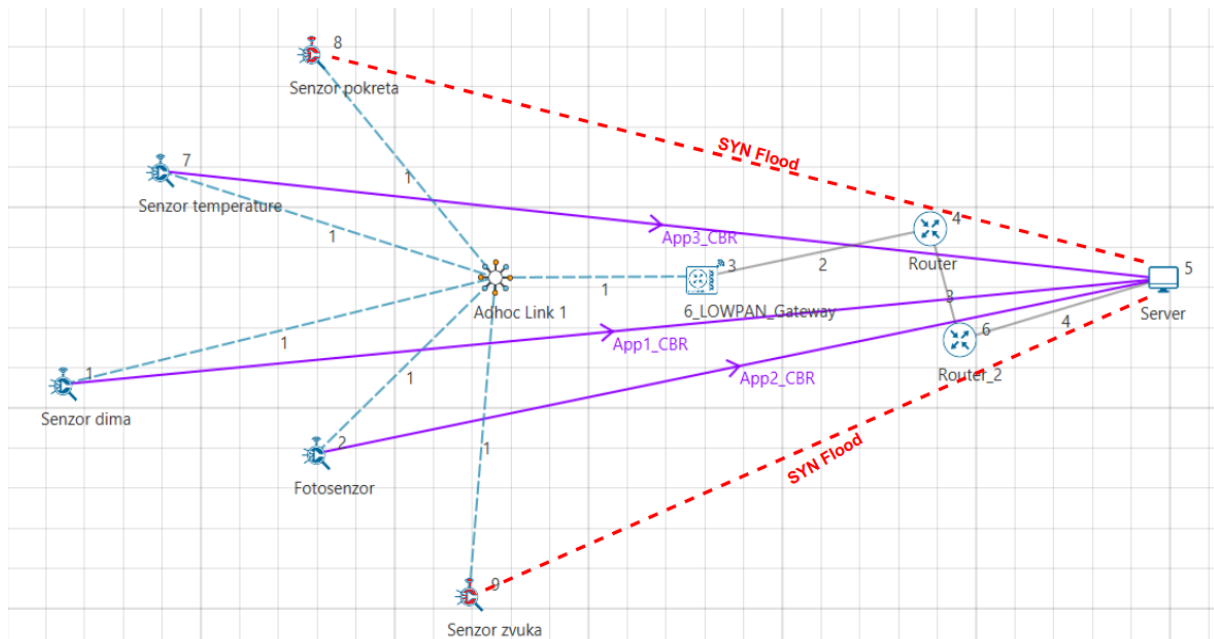 8
Senzor pokreta
SYN Flood
7
Senzor temperature
1
1
App3_CBR
4
Router
2
3
6_LOWPAN_Gateway
1
Adhoc Link 1
5
Server
3
6
4
Router_2
1
App1_CBR
1
Senzor dima
1
App2_CBR
2
Fotosenzor
1
SYN Flood
9
Senzor zvuka